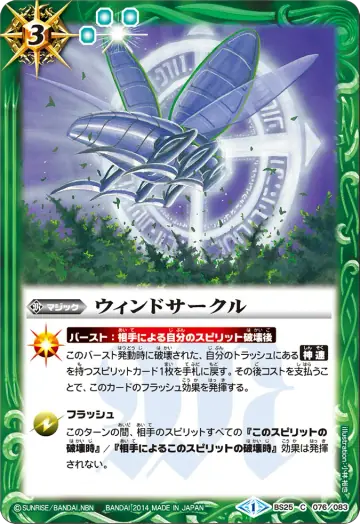 3
マジック ウィンドサークル
バースト：相手による自分のスピリット破壊後
このバースト発動時に破壊された、自分のトラッシュにある【神速】
を持つスピリットカード1枚を手札に戻す。その後コストを支払うこ
とで、このカードのフラッシュ効果を発揮する。
フラッシュ
このターンの間、相手のスピリットすべての『このスピリットの
破壊時』/『相手によるこのスピリットの破壊時』効果は発揮
されない。
©SUNRISE/BANDAI,NBN BANDAI 2014 MADE IN JAPAN
BS25 C 076/083